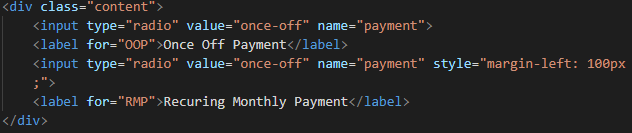 <div class="content">
<input type="radio" value="once-off" name="payment">
<label for="OOP">Once Off Payment</label>
<input type="radio" value="once-off" name="payment" style="margin-left: 100px
;">
<label for="RMP">Recuring Monthly Payment</label>
</div>